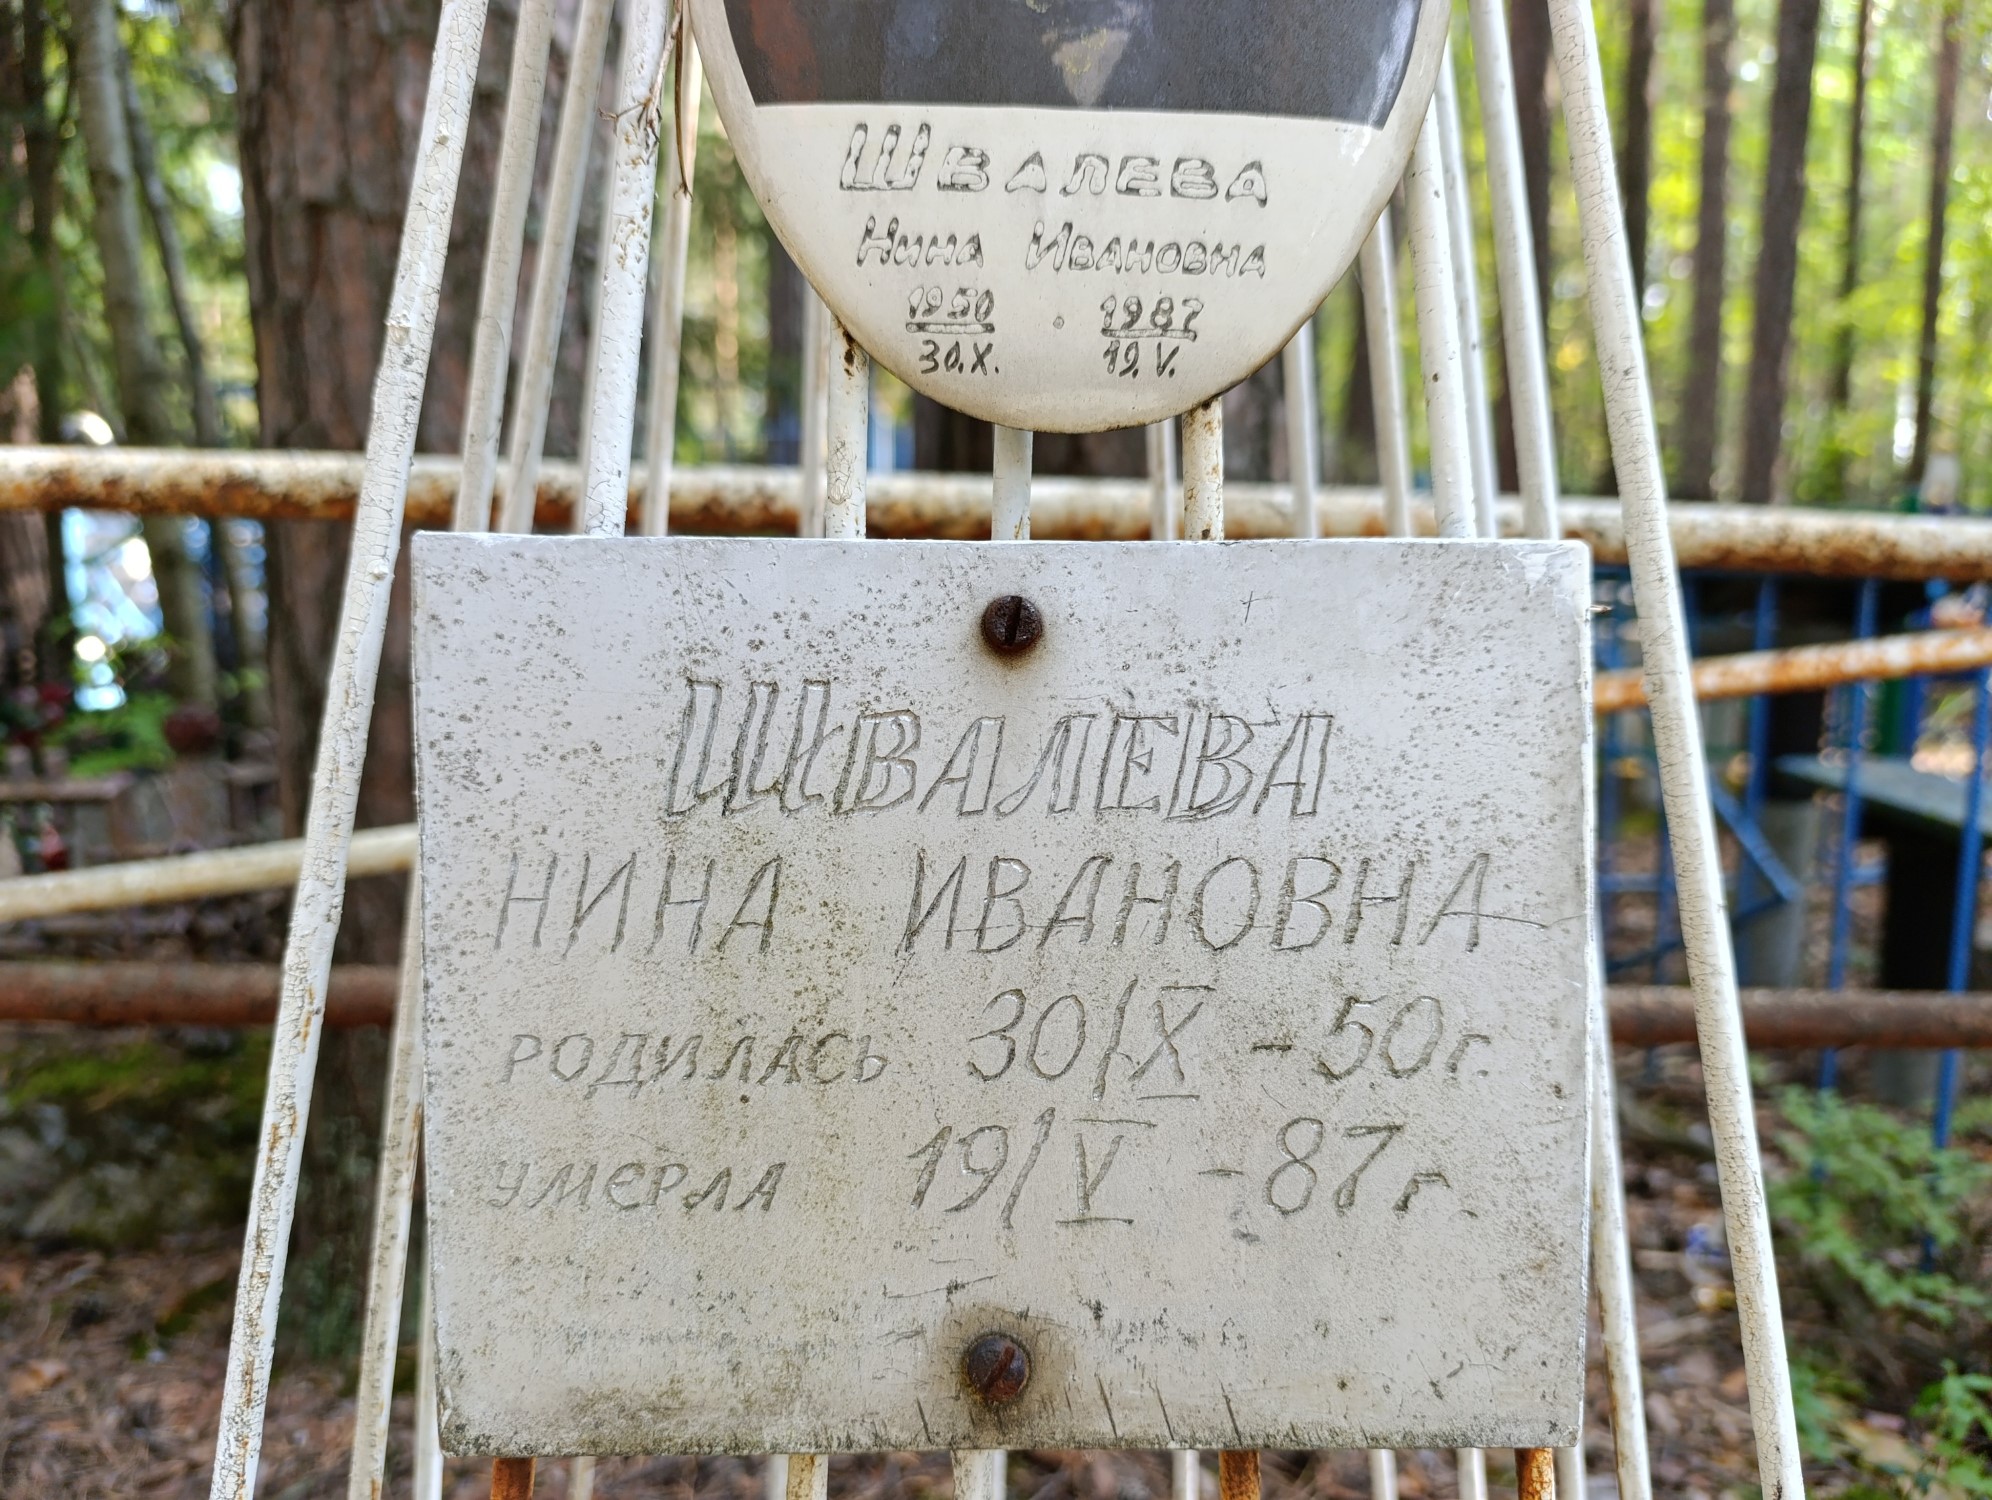 Швалева
Нина Ивановна
1950 1987
30.X. 19.V.
ШВАЛЕВА
НИНА ИВАНОВНА
РОДИЛАСЬ 30/X - 50г.
УМЕРЛА 19/V - 87г.